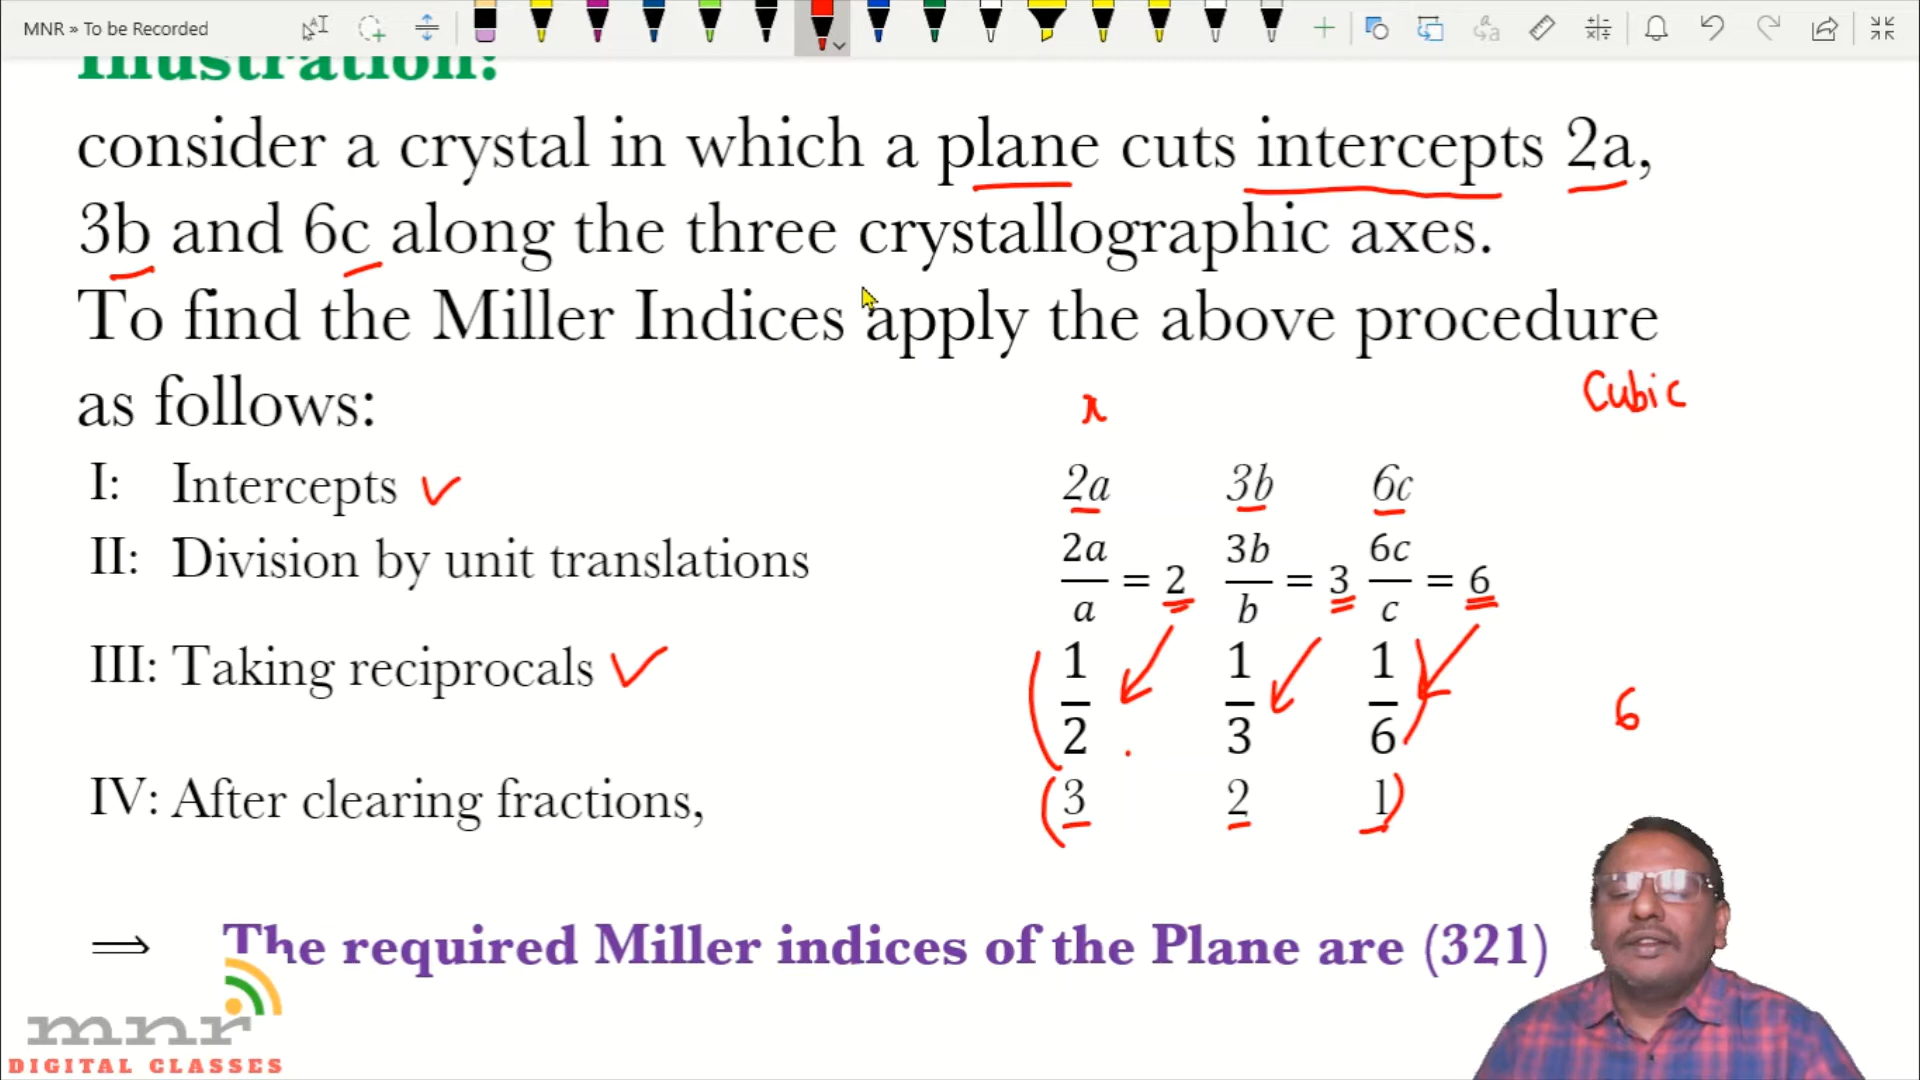 MNR » To be Recorded
Illustration:
consider a crystal in which a plane cuts intercepts 2a,
3b and 6c along the three crystallographic axes.
To find the Miller Indices apply the above procedure
as follows:
Cubic
x
I: Intercepts ✓ 2a 3b 6c
II: Division by unit translations 2a/a = 2 3b/b = 3 6c/c = 6
III: Taking reciprocals ✓ (1/2 1/3 1/6)
6
IV: After clearing fractions, (3 2 1)
⟹ The required Miller indices of the Plane are (321)
mnr
DIGITAL CLASSES